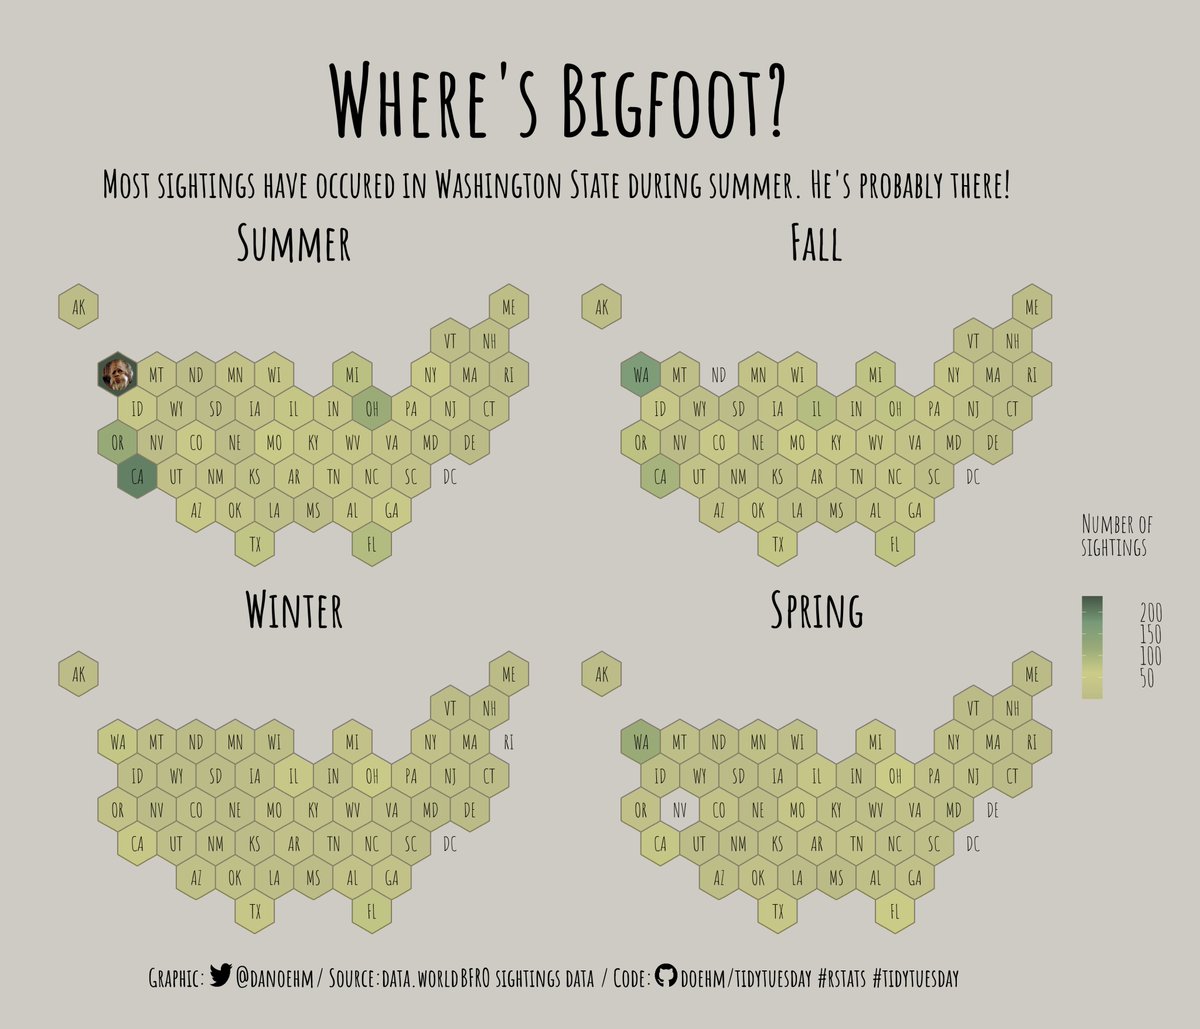 Where's Bigfoot?
Most sightings have occured in Washington State during summer. He's probably there!
Summer
Fall
AK
ME
VT NH
MT ND MN WI MI NY MA RI
ID WY SD IA IL IN OH PA NJ CT
OR NV CO NE MO KY WV VA MD DE
CA UT NM KS AR TN NC SC DC
AZ OK LA MS AL GA
TX FL
AK
ME
VT NH
WA MT ND MN WI MI NY MA RI
ID WY SD IA IL IN OH PA NJ CT
OR NV CO NE MO KY WV VA MD DE
CA UT NM KS AR TN NC SC DC
AZ OK LA MS AL GA
TX FL
Number of
sightings
200
150
100
50
Winter
Spring
AK
ME
VT NH
WA MT ND MN WI MI NY MA RI
ID WY SD IA IL IN OH PA NJ CT
OR NV CO NE MO KY WV VA MD DE
CA UT NM KS AR TN NC SC DC
AZ OK LA MS AL GA
TX FL
AK
ME
VT NH
WA MT ND MN WI MI NY MA RI
ID WY SD IA IL IN OH PA NJ CT
OR NV CO NE MO KY WV VA MD DE
CA UT NM KS AR TN NC SC DC
AZ OK LA MS AL GA
TX FL
Graphic: @danoehm / Source: data.world BFRO sightings data / Code: doehm/tidytuesday #rstats #tidytuesday